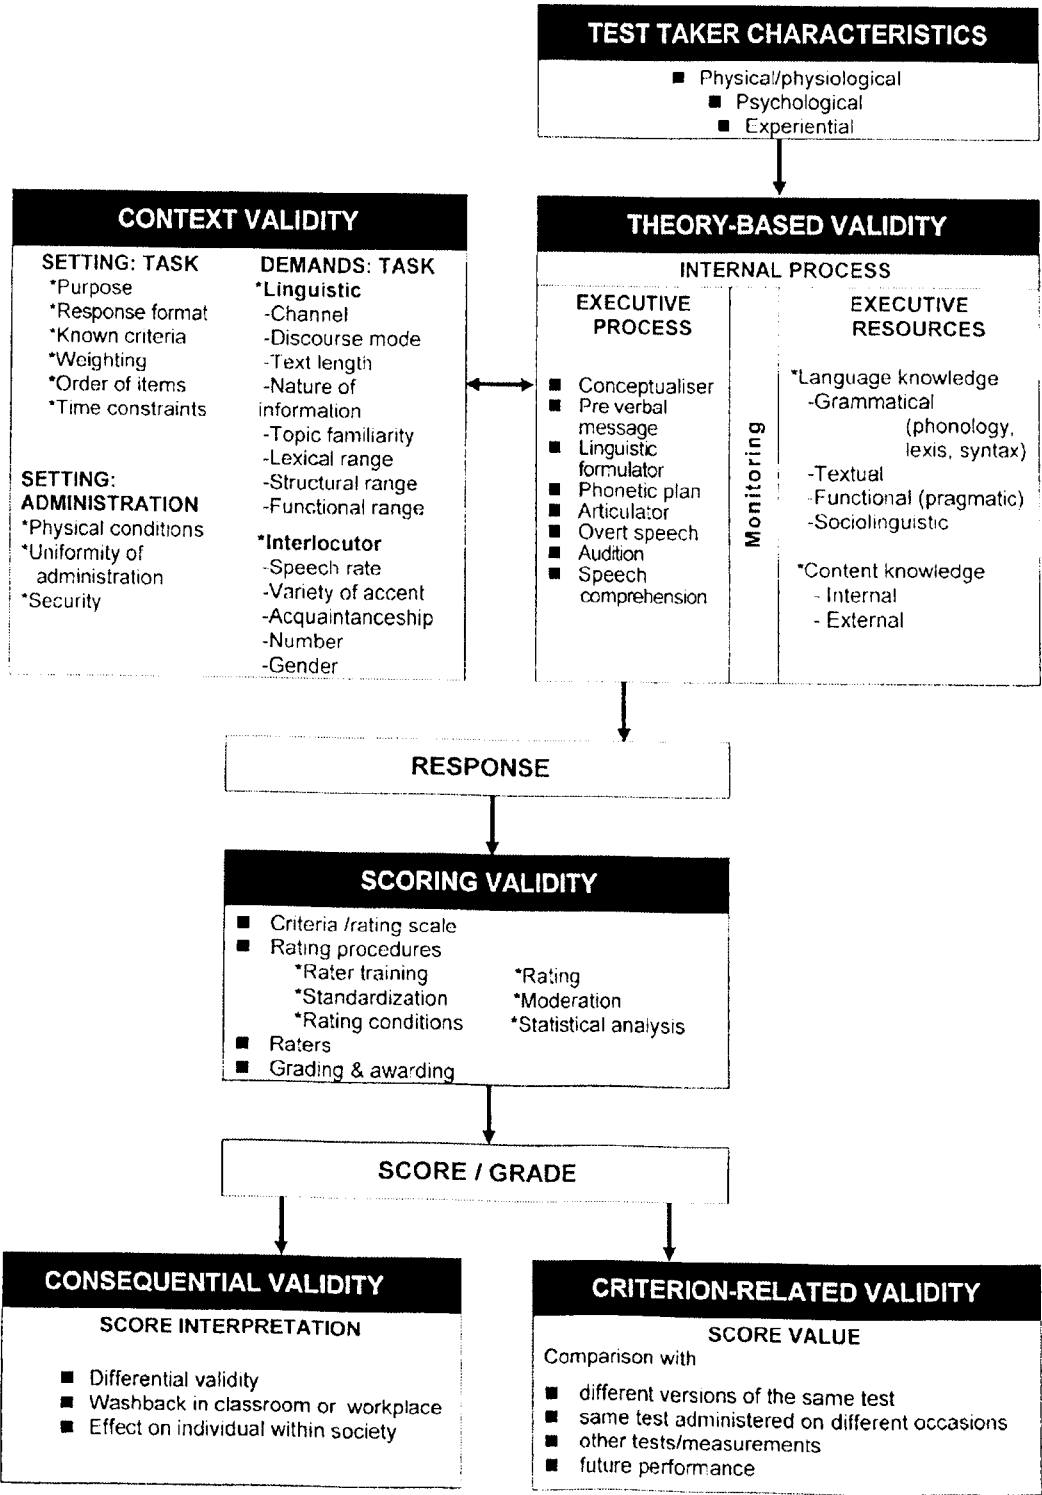 TEST TAKER CHARACTERISTICS
■ Physical/physiological
■ Psychological
■ Experiential
CONTEXT VALIDITY
SETTING: TASK
*Purpose
*Response format
*Known criteria
*Weighting
*Order of items
*Time constraints
SETTING:
ADMINISTRATION
*Physical conditions
*Uniformity of
administration
*Security
DEMANDS: TASK
*Linguistic
-Channel
-Discourse mode
-Text length
-Nature of
information
-Topic familiarity
-Lexical range
-Structural range
-Functional range
*Interlocutor
-Speech rate
-Variety of accent
-Acquaintanceship
-Number
-Gender
THEORY-BASED VALIDITY
INTERNAL PROCESS
EXECUTIVE
PROCESS
■ Conceptualiser
■ Pre verbal
message
■ Linguistic
formulator
■ Phonetic plan
■ Articulator
■ Overt speech
■ Audition
■ Speech
comprehension
Monitoring
EXECUTIVE
RESOURCES
*Language knowledge
-Grammatical
(phonology,
lexis, syntax)
-Textual
-Functional (pragmatic)
-Sociolinguistic
*Content knowledge
- Internal
- External
RESPONSE
SCORING VALIDITY
■ Criteria /rating scale
■ Rating procedures
*Rater training *Rating
*Standardization *Moderation
*Rating conditions *Statistical analysis
■ Raters
■ Grading & awarding
SCORE / GRADE
CONSEQUENTIAL VALIDITY
SCORE INTERPRETATION
■ Differential validity
■ Washback in classroom or workplace
■ Effect on individual within society
CRITERION-RELATED VALIDITY
SCORE VALUE
Comparison with
■ different versions of the same test
■ same test administered on different occasions
■ other tests/measurements
■ future performance